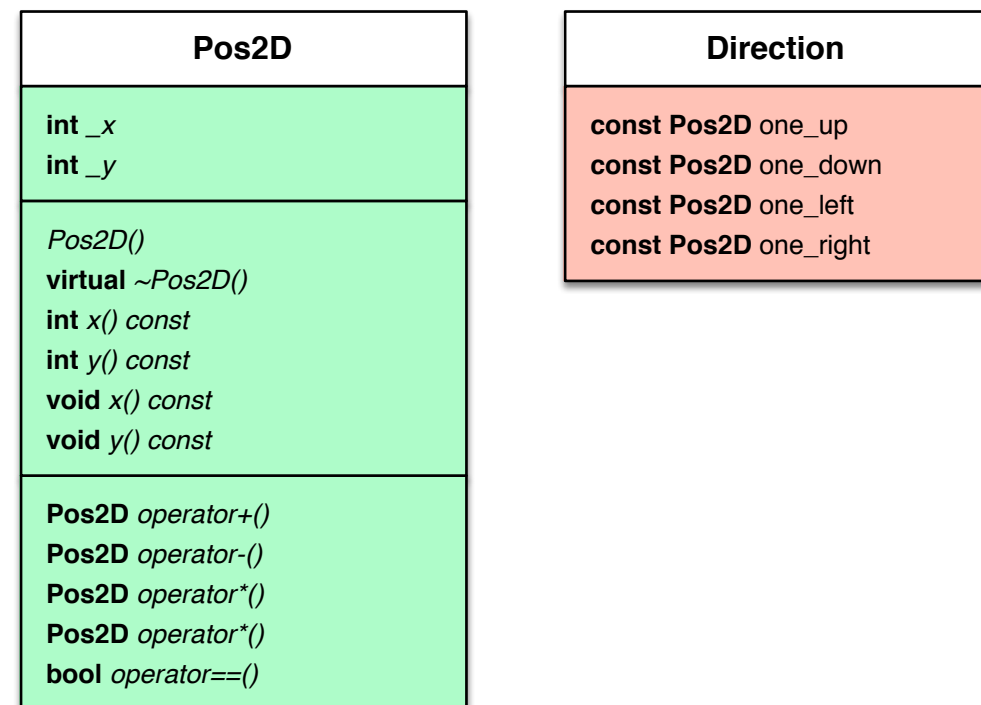 Pos2D
int _x
int _y
Pos2D()
virtual ~Pos2D()
int x() const
int y() const
void x() const
void y() const
Pos2D operator+()
Pos2D operator-()
Pos2D operator*()
Pos2D operator*()
bool operator==()
Direction
const Pos2D one_up
const Pos2D one_down
const Pos2D one_left
const Pos2D one_right